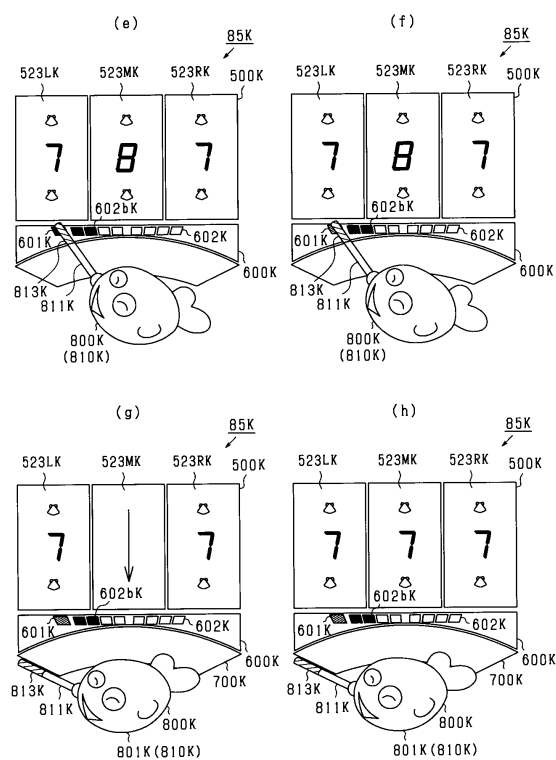 (e)
85K
523LK 523MK 523RK 500K
7 8 7
602bK
601K 602K
600K
813K
811K
800K
(810K)
(f)
85K
523LK 523MK 523RK 500K
7 8 7
602bK
601K 602K
600K
813K
811K
800K
(810K)
(g)
85K
523LK 523MK 523RK 500K
7 7
602bK
601K 602K
600K
700K
813K
811K
800K
801K(810K)
(h)
85K
523LK 523MK 523RK 500K
7 7 7
602bK
601K 602K
600K
700K
813K
811K
800K
801K(810K)